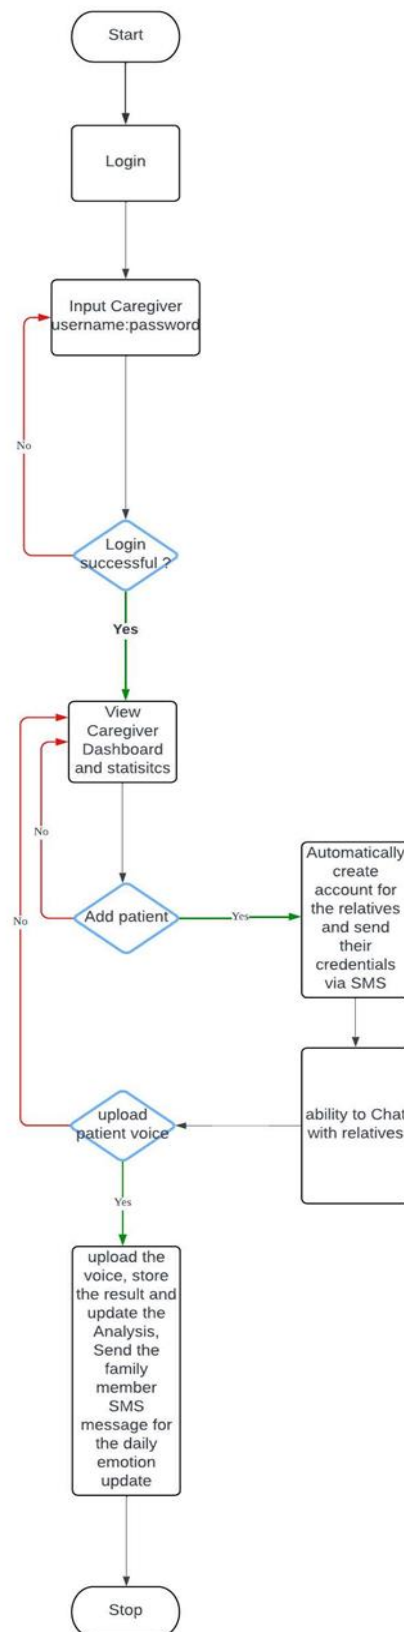 Start
Login
Input Caregiver
username:password
No
Login
successful ?
Yes
View
Caregiver
Dashboard
and statisitcs
No
Add patient
Yes
Automatically
create
account for
the relatives
and send
their
credentials
via SMS
No
ability to Chat
with relatives
upload
patient voice
Yes
upload the
voice, store
the result and
update the
Analysis,
Send the
family
member
SMS
message for
the daily
emotion
update
Stop